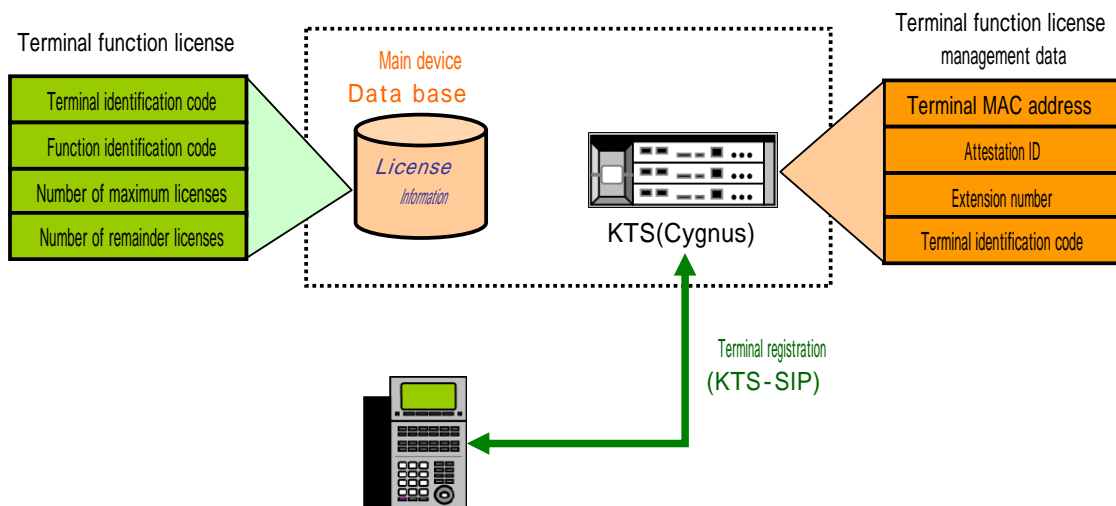 Terminal function license
Terminal identification code
Function identification code
Number of maximum licenses
Number of remainder licenses
Main device
Data base
License
Information
KTS(Cygnus)
Terminal function license
management data
Terminal MAC address
Attestation ID
Extension number
Terminal identification code
Terminal registration
(KTS-SIP)